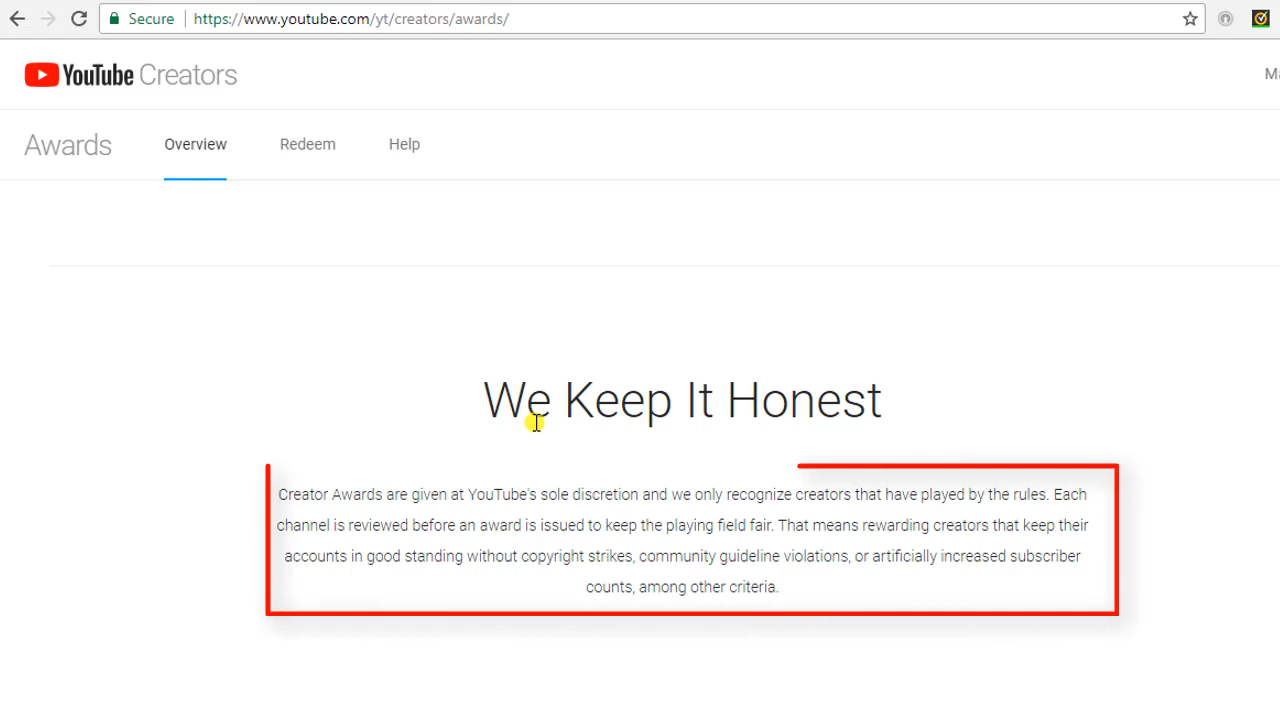 Secure https://www.youtube.com/yt/creators/awards/
YouTube Creators
Awards Overview Redeem Help
We Keep It Honest
Creator Awards are given at YouTube's sole discretion and we only recognize creators that have played by the rules. Each
channel is reviewed before an award is issued to keep the playing field fair. That means rewarding creators that keep their
accounts in good standing without copyright strikes, community guideline violations, or artificially increased subscriber
counts, among other criteria.